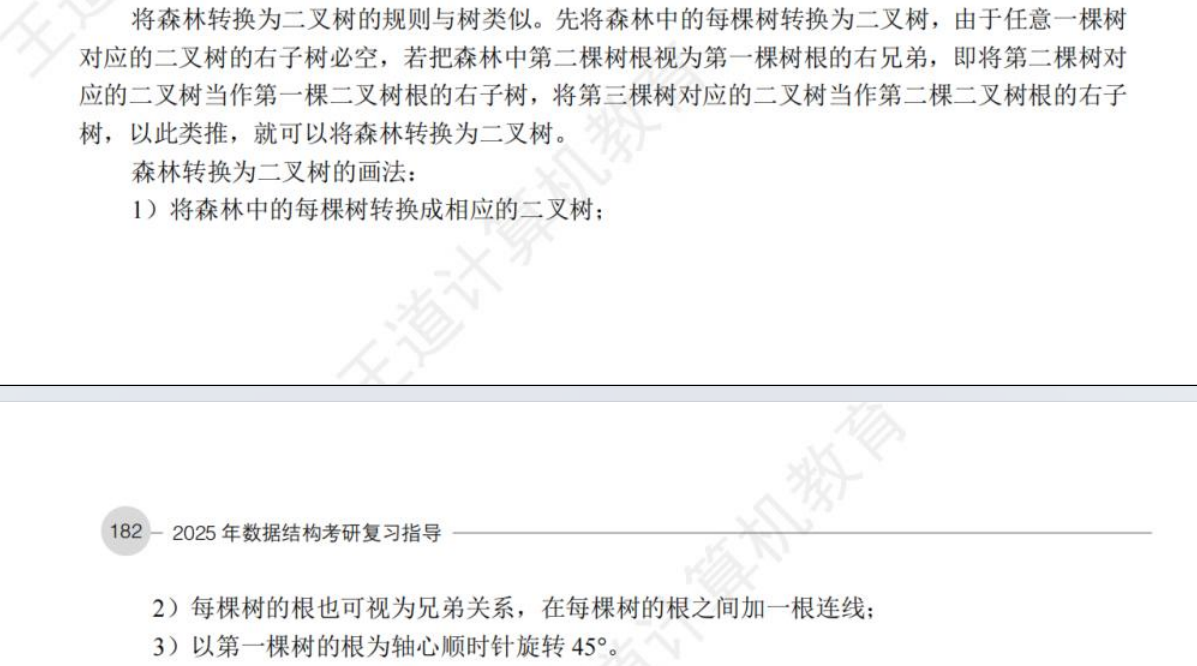 将森林转换为二叉树的规则与树类似。先将森林中的每棵树转换为二叉树，由于任意一棵树
对应的二叉树的右子树必空，若把森林中第二棵树根视为第一棵树根的右兄弟，即将第二棵树对
应的二叉树当作第一棵二叉树根的右子树，将第三棵树对应的二叉树当作第二棵二叉树根的右子
树，以此类推，就可以将森林转换为二叉树。
森林转换为二叉树的画法：
1）将森林中的每棵树转换成相应的二叉树；
王道计算机教育
182 2025 年数据结构考研复习指导
2）每棵树的根也可视为兄弟关系，在每棵树的根之间加一根连线；
3）以第一棵树的根为轴心顺时针旋转 45°。
道计算机教育